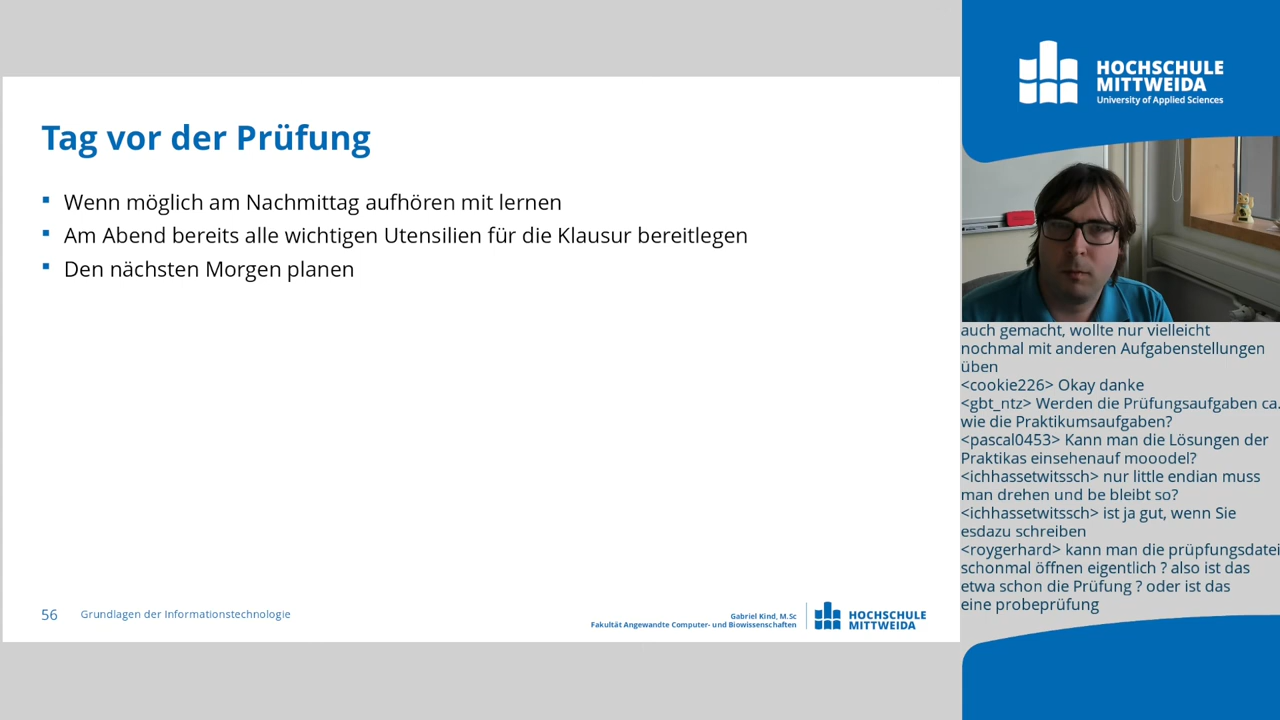 Tag vor der Prüfung
Wenn möglich am Nachmittag aufhören mit lernen
Am Abend bereits alle wichtigen Utensilien für die Klausur bereitlegen
Den nächsten Morgen planen
56 Grundlagen der Informationstechnologie
Gabriel Kind, M.Sc
Fakultät Angewandte Computer- und Biowissenschaften
HOCHSCHULE
MITTWEIDA
HOCHSCHULE
MITTWEIDA
University of Applied Sciences
auch gemacht, wollte nur vielleicht
nochmal mit anderen Aufgabenstellungen
üben
<cookie226> Okay danke
<gbt_ntz> Werden die Prüfungsaufgaben ca.
wie die Praktikumsaufgaben?
<pascal0453> Kann man die Lösungen der
Praktikas einsehenauf mooodel?
<ichhassetwitssch> nur little endian muss
man drehen und be bleibt so?
<ichhassetwitssch> ist ja gut, wenn Sie
esdazu schreiben
<roygerhard> kann man die prüpfungsdatei
schonmal öffnen eigentlich ? also ist das
etwa schon die Prüfung ? oder ist das
eine probeprüfung